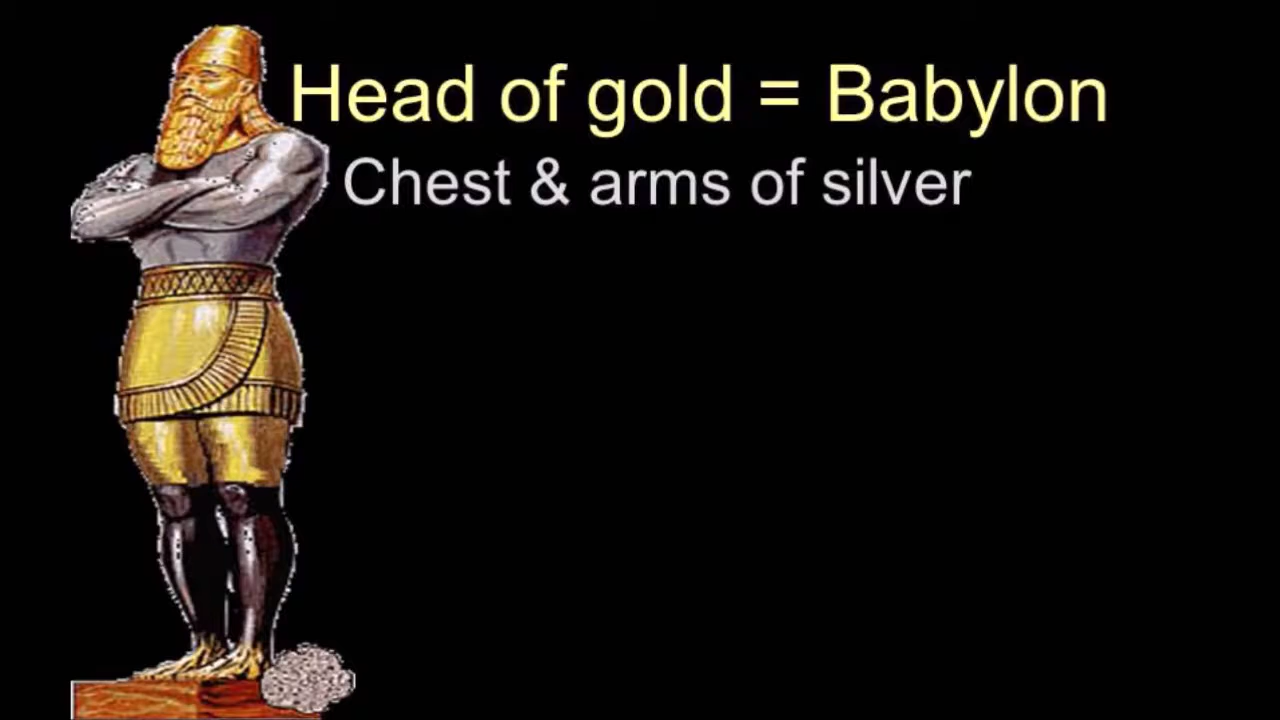 Head of gold = Babylon
Chest & arms of silver